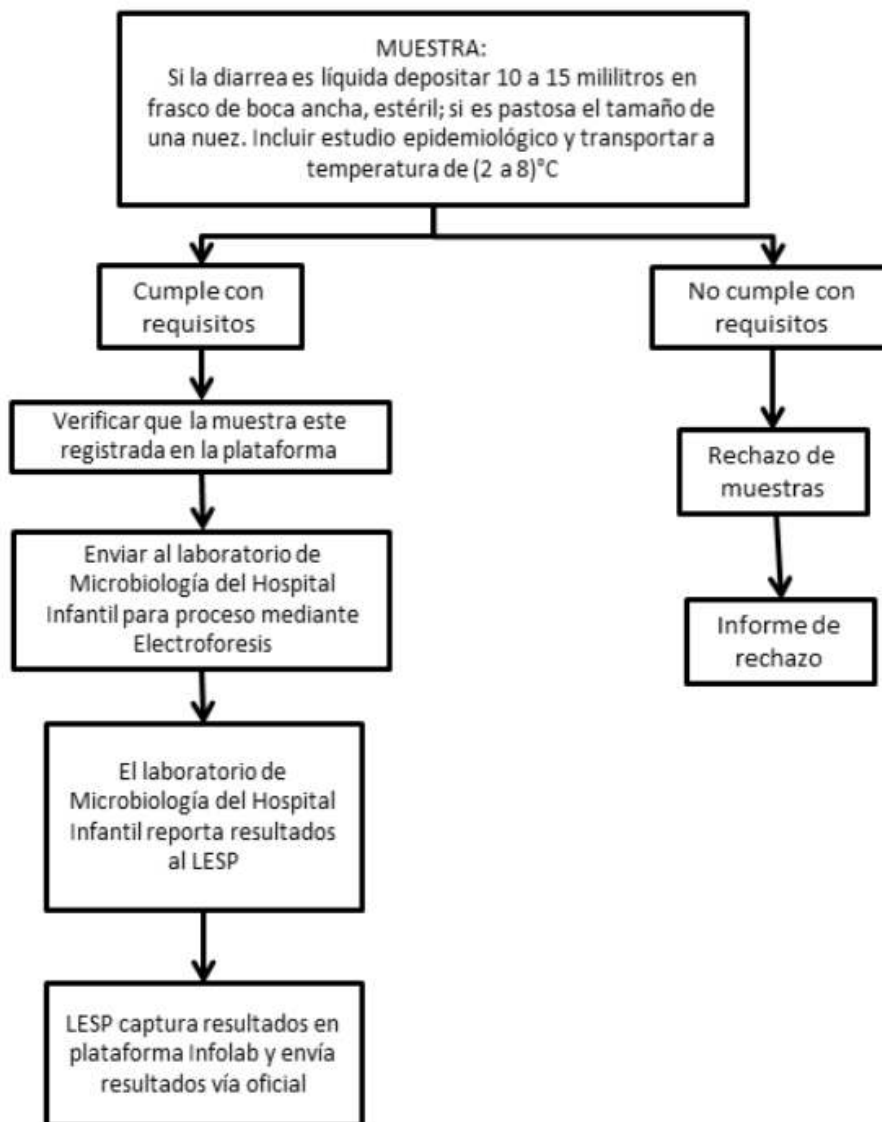 MUESTRA:
Si la diarrea es líquida depositar 10 a 15 mililitros en
frasco de boca ancha, estéril; si es pastosa el tamaño de
una nuez. Incluir estudio epidemiológico y transportar a
temperatura de (2 a 8)°C
Cumple con
requisitos
No cumple con
requisitos
Verificar que la muestra este
registrada en la plataforma
Rechazo de
muestras
Enviar al laboratorio de
Microbiología del Hospital
Infantil para proceso mediante
Electroforesis
Informe de
rechazo
El laboratorio de
Microbiología del Hospital
Infantil reporta resultados
al LESP
LESP captura resultados en
plataforma Infolab y envía
resultados vía oficial